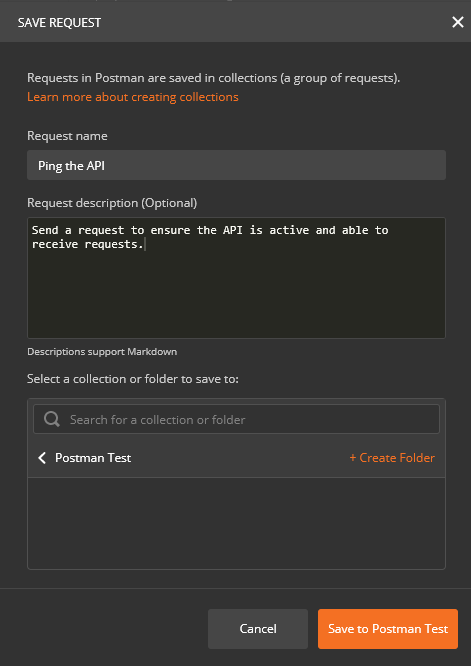 SAVE REQUEST
Requests in Postman are saved in collections (a group of requests).
Learn more about creating collections
Request name
Ping the API
Request description (Optional)
Send a request to ensure the API is active and able to
receive requests.
Descriptions support Markdown
Select a collection or folder to save to:
Search for a collection or folder
Postman Test
+ Create Folder
Cancel
Save to Postman Test